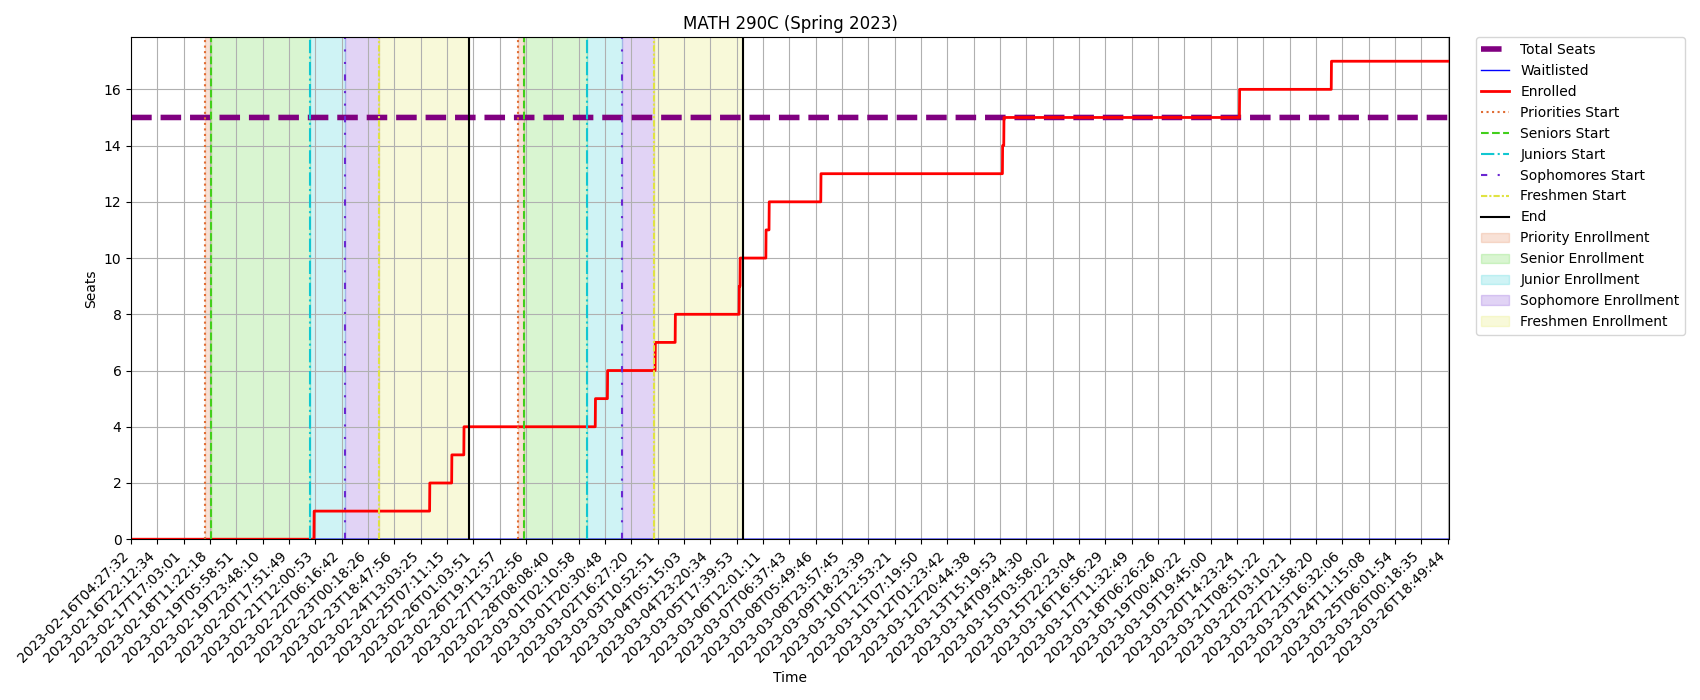 MATH 290C (Spring 2023)
Seats
16
14
12
10
8
6
4
2
0
2023-02-16T04:27:32
2023-02-16T22:12:34
2023-02-17T17:03:01
2023-02-18T11:22:18
2023-02-19T05:58:51
2023-02-19T23:48:10
2023-02-20T17:51:49
2023-02-21T12:00:53
2023-02-22T06:16:42
2023-02-23T00:18:26
2023-02-23T18:47:56
2023-02-24T13:03:25
2023-02-25T07:11:15
2023-02-26T01:03:51
2023-02-26T19:12:57
2023-02-27T13:22:56
2023-02-28T08:08:40
2023-03-01T02:10:58
2023-03-01T20:30:48
2023-03-02T16:27:20
2023-03-03T10:52:51
2023-03-04T05:15:03
2023-03-04T23:20:34
2023-03-05T17:39:53
2023-03-06T12:01:11
2023-03-07T06:37:43
2023-03-08T05:49:46
2023-03-08T23:57:45
2023-03-09T18:23:39
2023-03-10T12:53:21
2023-03-11T07:19:50
2023-03-12T01:23:42
2023-03-12T20:44:38
2023-03-13T15:19:53
2023-03-14T09:44:30
2023-03-15T03:58:02
2023-03-15T22:23:04
2023-03-16T16:56:29
2023-03-17T11:32:49
2023-03-18T06:26:26
2023-03-19T00:40:22
2023-03-19T19:45:00
2023-03-20T14:23:24
2023-03-21T08:51:22
2023-03-22T03:10:21
2023-03-22T21:58:20
2023-03-23T16:32:06
2023-03-24T11:15:08
2023-03-25T06:01:54
2023-03-26T00:18:35
2023-03-26T18:49:44
Time
Total Seats
Waitlisted
Enrolled
Priorities Start
Seniors Start
Juniors Start
Sophomores Start
Freshmen Start
End
Priority Enrollment
Senior Enrollment
Junior Enrollment
Sophomore Enrollment
Freshmen Enrollment